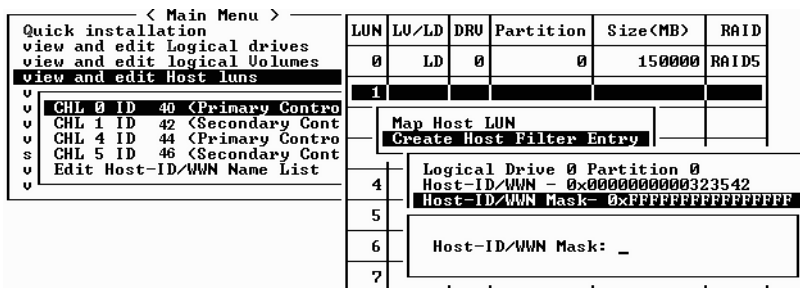 < Main Menu >
Quick installation
view and edit Logical drives
view and edit logical Volumes
view and edit Host luns
v
v CHL 0 ID 40 (Primary Contro
v CHL 1 ID 42 (Secondary Cont
v CHL 4 ID 44 (Primary Contro
s CHL 5 ID 46 (Secondary Cont
v Edit Host-ID/WWN Name List
v
LUN LV/LD DRV Partition Size(MB) RAID
0 LD 0 0 150000 RAID5
1
Map Host LUN
Create Host Filter Entry
Logical Drive 0 Partition 0
4 Host-ID/WWN - 0x0000000000323542
Host-ID/WWN Mask- 0xFFFFFFFFFFFFFFFF
5
6 Host-ID/WWN Mask: _
7